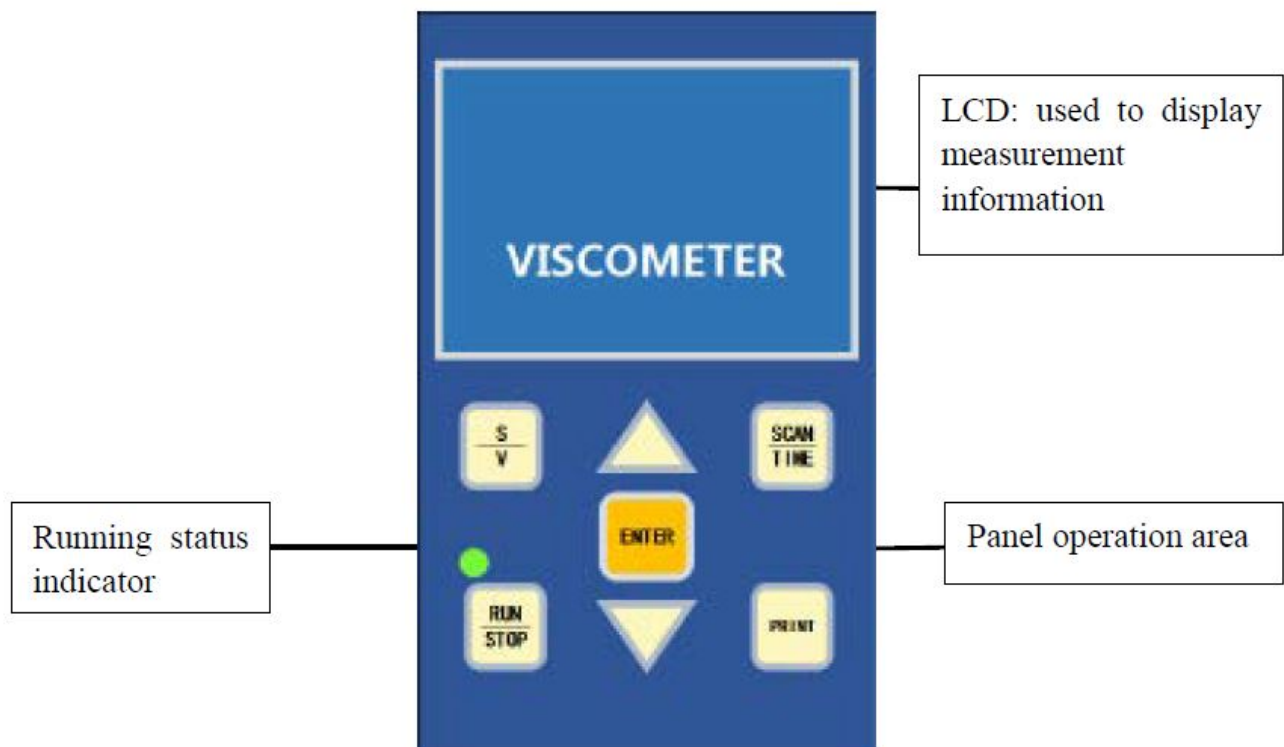 LCD: used to display
measurement
information
VISCOMETER
S
V
SCAN
TIME
ENTER
Running status
indicator
Panel operation area
RUN
STOP
PRINT